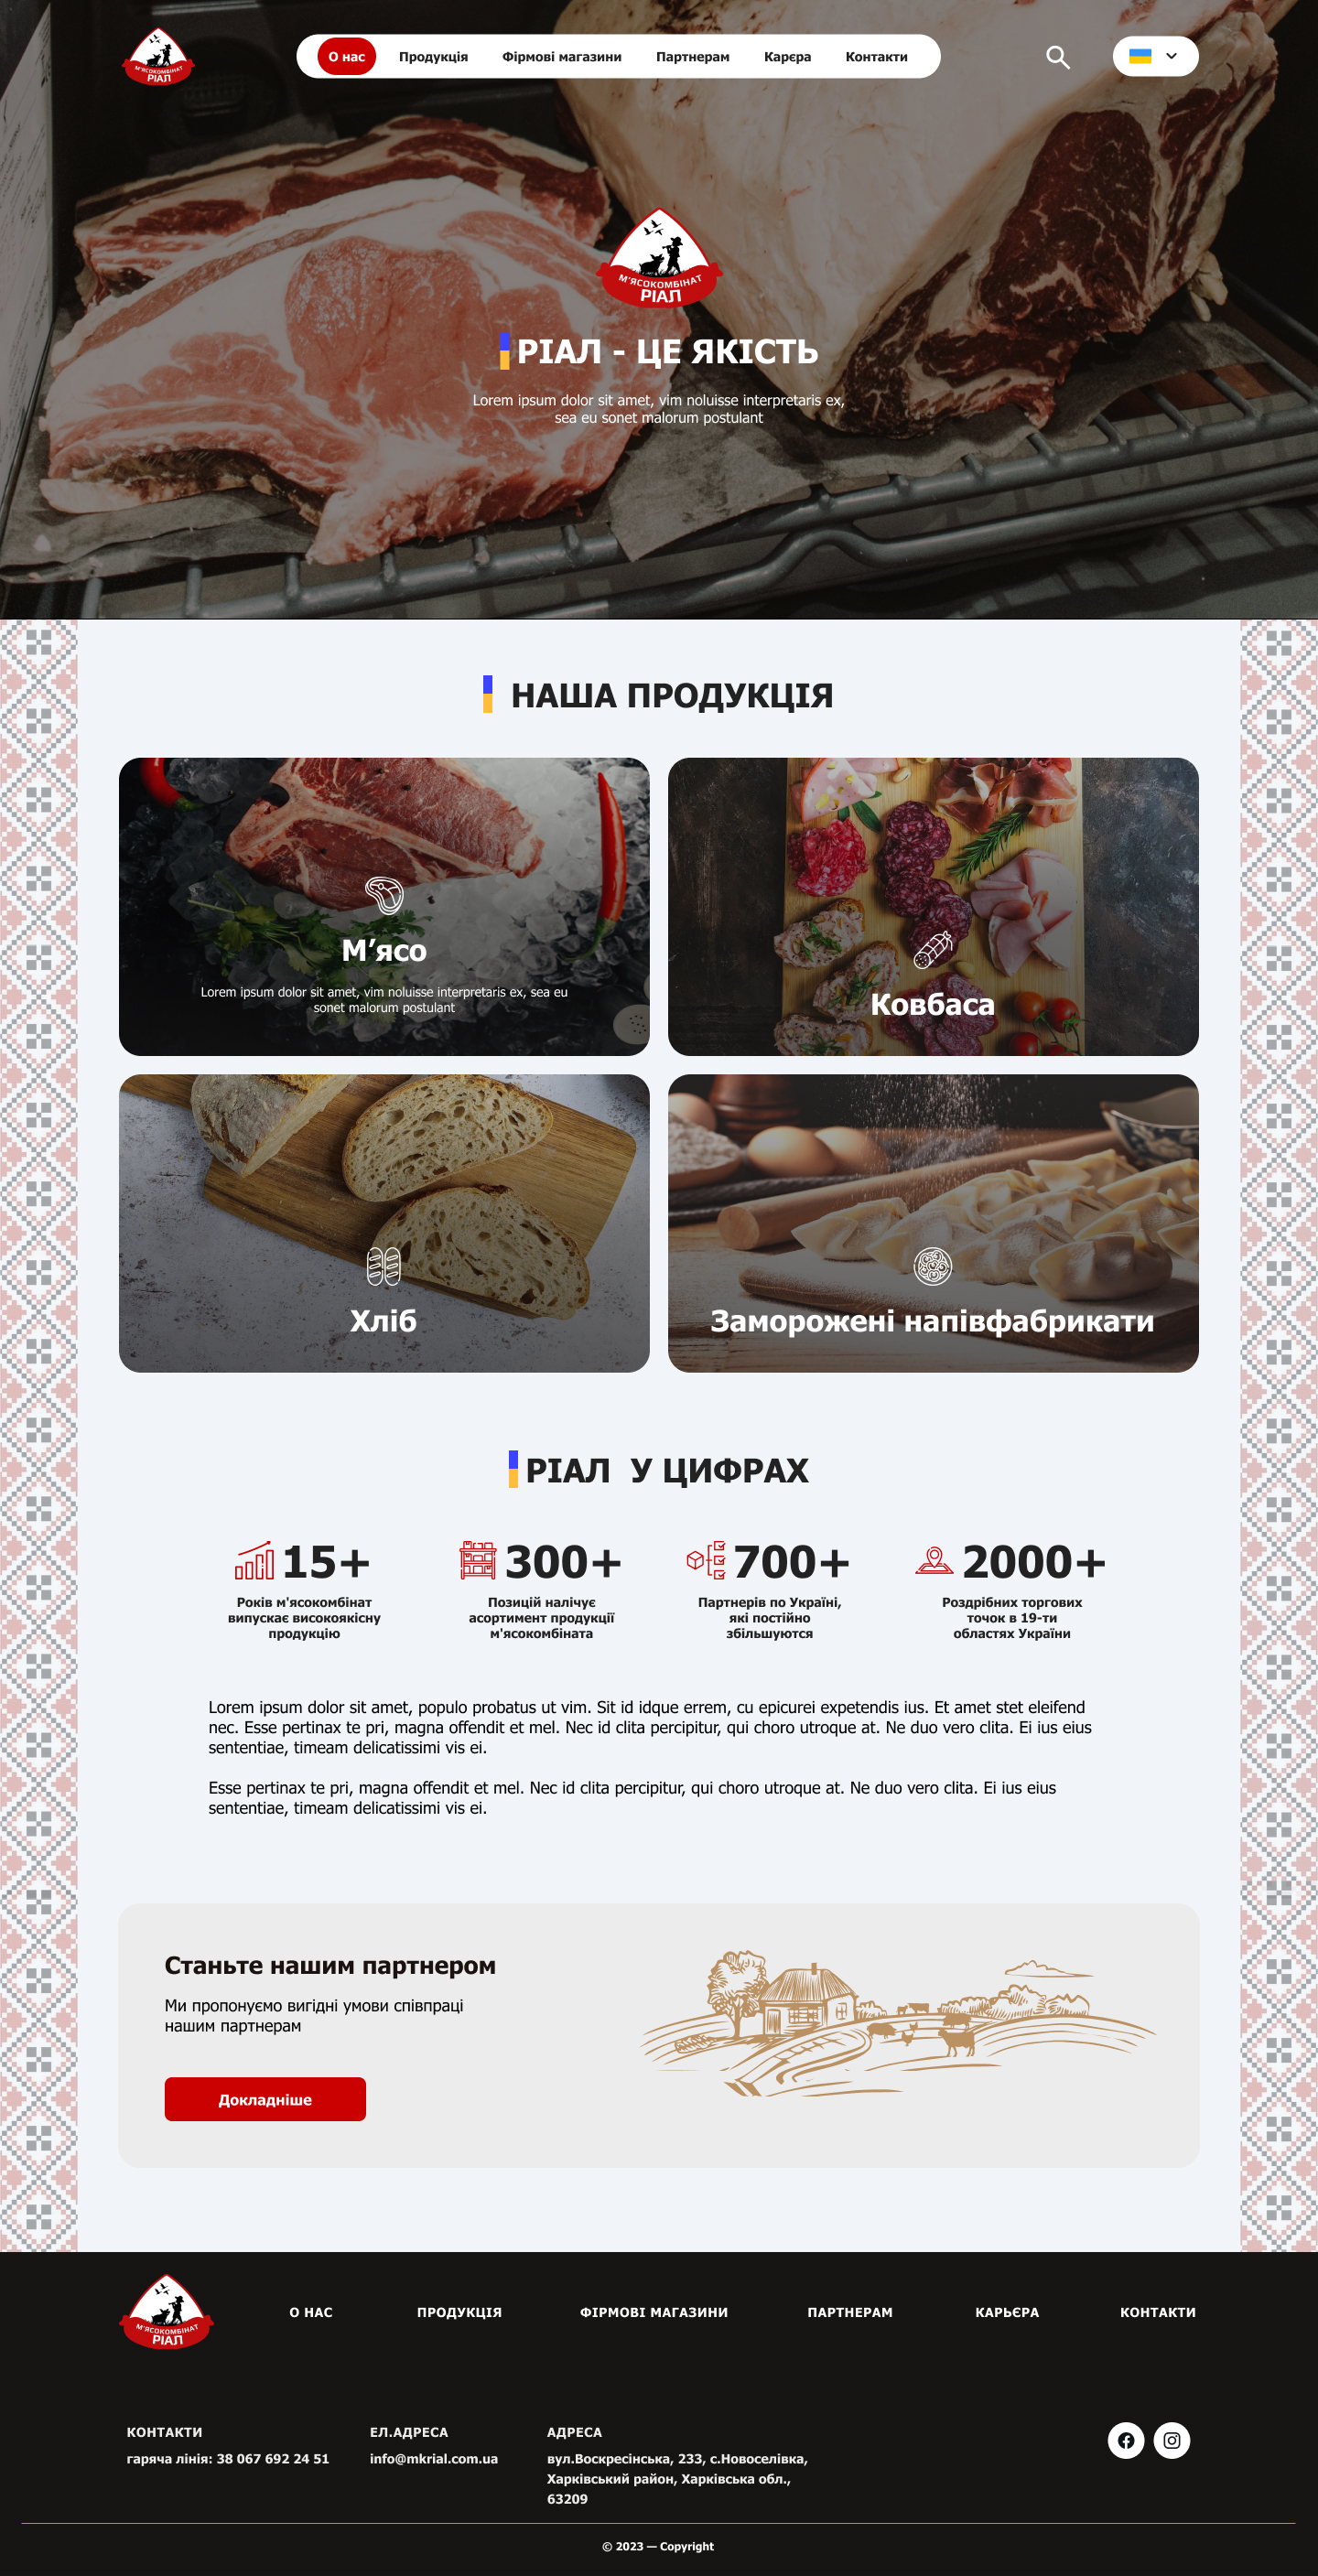 М'ЯСОКОМБІНАТ
РІАЛ
О нас
Продукція
Фірмові магазини
Партнерам
Карєра
Контакти
М'ЯСОКОМБІНАТ
РІАЛ
РІАЛ - ЦЕ ЯКІСТЬ
Lorem ipsum dolor sit amet, vim noluisse interpretaris ex,
sea eu sonet malorum postulant
НАША ПРОДУКЦІЯ
М’ясо
Lorem ipsum dolor sit amet, vim noluisse interpretaris ex, sea eu
sonet malorum postulant
Ковбаса
Хліб
Заморожені напівфабрикати
РІАЛ У ЦИФРАХ
15+
Років м'ясокомбінат
випускає високоякісну
продукцію
300+
Позицій налічує
асортимент продукції
м'ясокомбіната
700+
Партнерів по Україні,
які постійно
збільшуются
2000+
Роздрібних торгових
точок в 19-ти
областях України
Lorem ipsum dolor sit amet, populo probatus ut vim. Sit id idque errem, cu epicurei expetendis ius. Et amet stet eleifend
nec. Esse pertinax te pri, magna offendit et mel. Nec id clita percipitur, qui choro utroque at. Ne duo vero clita. Ei ius eius
sententiae, timeam delicatissimi vis ei.
Esse pertinax te pri, magna offendit et mel. Nec id clita percipitur, qui choro utroque at. Ne duo vero clita. Ei ius eius
sententiae, timeam delicatissimi vis ei.
Станьте нашим партнером
Ми пропонуємо вигідні умови співпраці
нашим партнерам
Докладніше
М'ЯСОКОМБІНАТ
РІАЛ
О НАС
ПРОДУКЦІЯ
ФІРМОВІ МАГАЗИНИ
ПАРТНЕРАМ
КАРЬЄРА
КОНТАКТИ
КОНТАКТИ
гаряча лінія: 38 067 692 24 51
ЕЛ.АДРЕСА
info@mkrial.com.ua
АДРЕСА
вул.Воскресінська, 233, с.Новоселівка,
Харківський район, Харківська обл.,
63209
© 2023 — Copyright